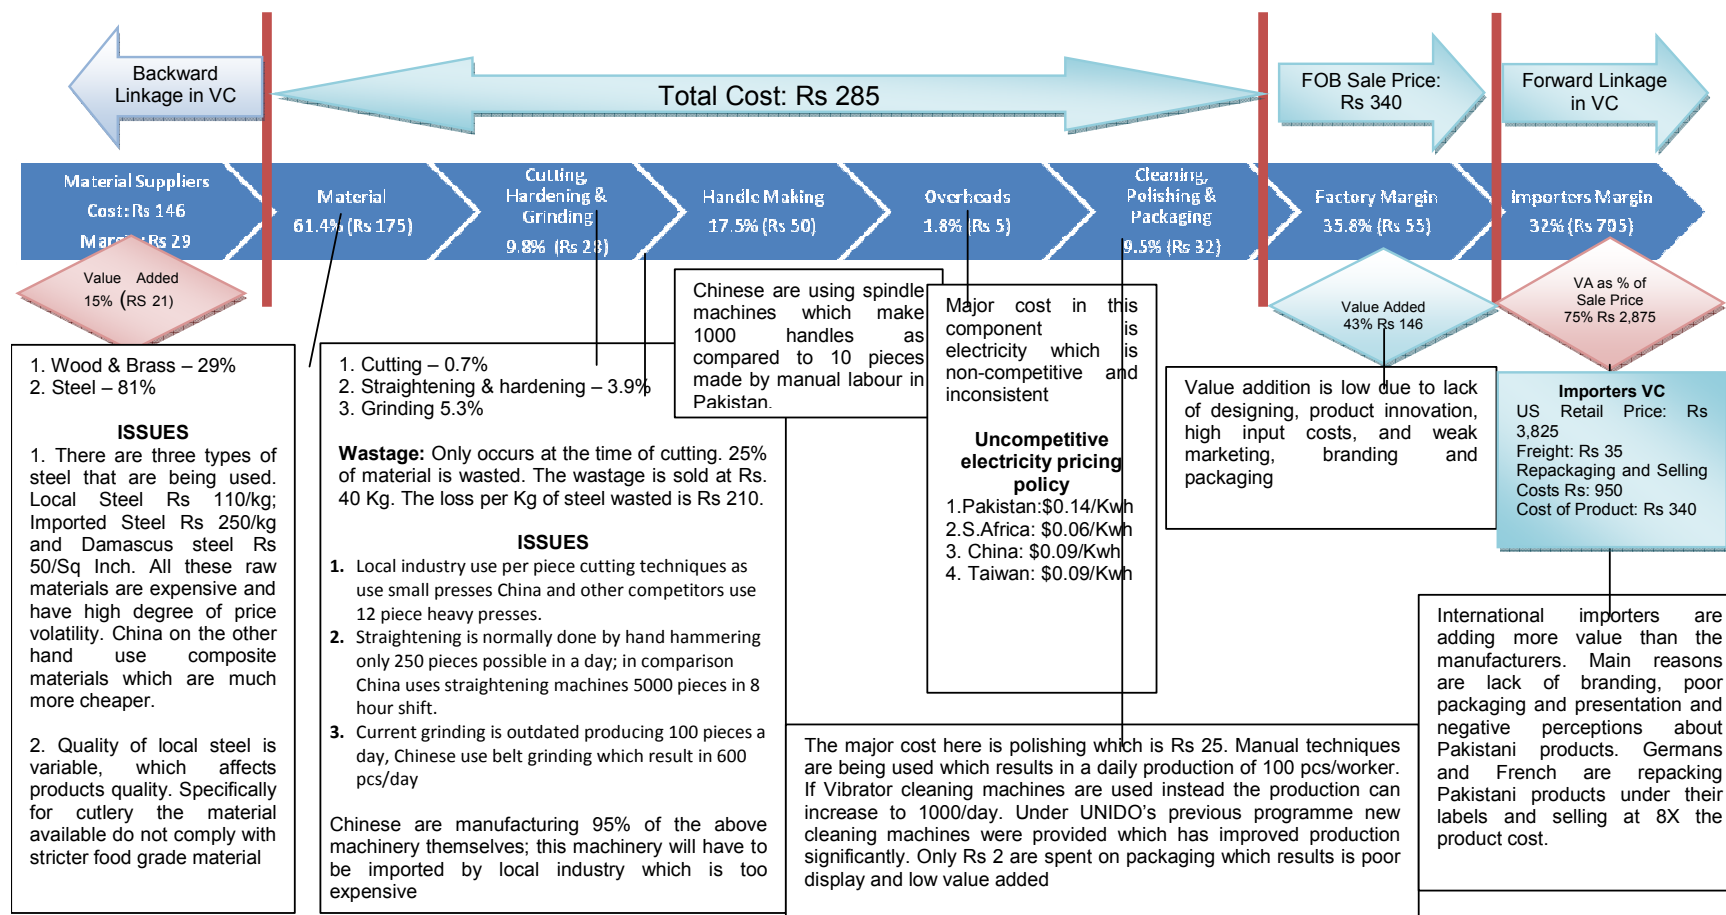 Backward
Linkage in VC
Total Cost: Rs 285
FOB Sale Price:
Rs 340
Forward Linkage
in VC
Material Suppliers
Cost: Rs 146
Margin: Rs 29
Material
61.4% (Rs 175)
Cutting,
Hardening &
Grinding
9.8% (Rs 28)
Handle Making
17.5% (Rs 50)
Overheads
1.8% (Rs 5)
Cleaning,
Polishing &
Packaging
9.5% (Rs 32)
Factory Margin
35.8% (Rs 55)
Importers Margin
32% (Rs 705)
Value Added
15% (RS 21)
Value Added
43% Rs 146
VA as % of
Sale Price
75% Rs 2,875
1. Wood & Brass – 29%
2. Steel – 81%
ISSUES
1. There are three types of
steel that are being used.
Local Steel Rs 110/kg;
Imported Steel Rs 250/kg
and Damascus steel Rs
50/Sq Inch. All these raw
materials are expensive and
have high degree of price
volatility. China on the other
hand use composite
materials which are much
more cheaper.
2. Quality of local steel is
variable, which affects
products quality. Specifically
for cutlery the material
available do not comply with
stricter food grade material
1. Cutting – 0.7%
2. Straightening & hardening – 3.9%
3. Grinding 5.3%
Wastage: Only occurs at the time of cutting. 25%
of material is wasted. The wastage is sold at Rs.
40 Kg. The loss per Kg of steel wasted is Rs 210.
ISSUES
1. Local industry use per piece cutting techniques as
use small presses China and other competitors use
12 piece heavy presses.
2. Straightening is normally done by hand hammering
only 250 pieces possible in a day; in comparison
China uses straightening machines 5000 pieces in 8
hour shift.
3. Current grinding is outdated producing 100 pieces a
day, Chinese use belt grinding which result in 600
pcs/day
Chinese are manufacturing 95% of the above
machinery themselves; this machinery will have to
be imported by local industry which is too
expensive
Chinese are using spindle
machines which make
1000 handles as
compared to 10 pieces
made by manual labour in
Pakistan.
Major cost in this
component is
electricity which is
non-competitive and
inconsistent
Uncompetitive
electricity pricing
policy
1.Pakistan:$0.14/Kwh
2.S.Africa: $0.06/Kwh
3. China: $0.09/Kwh
4. Taiwan: $0.09/Kwh
The major cost here is polishing which is Rs 25. Manual techniques
are being used which results in a daily production of 100 pcs/worker.
If Vibrator cleaning machines are used instead the production can
increase to 1000/day. Under UNIDO's previous programme new
cleaning machines were provided which has improved production
significantly. Only Rs 2 are spent on packaging which results is poor
display and low value added
Value addition is low due to lack
of designing, product innovation,
high input costs, and weak
marketing, branding and
packaging
Importers VC
US Retail Price: Rs
3,825
Freight: Rs 35
Repackaging and Selling
Costs Rs: 950
Cost of Product: Rs 340
International importers are
adding more value than the
manufacturers. Main reasons
are lack of branding, poor
packaging and presentation and
negative perceptions about
Pakistani products. Germans
and French are repacking
Pakistani products under their
labels and selling at 8X the
product cost.